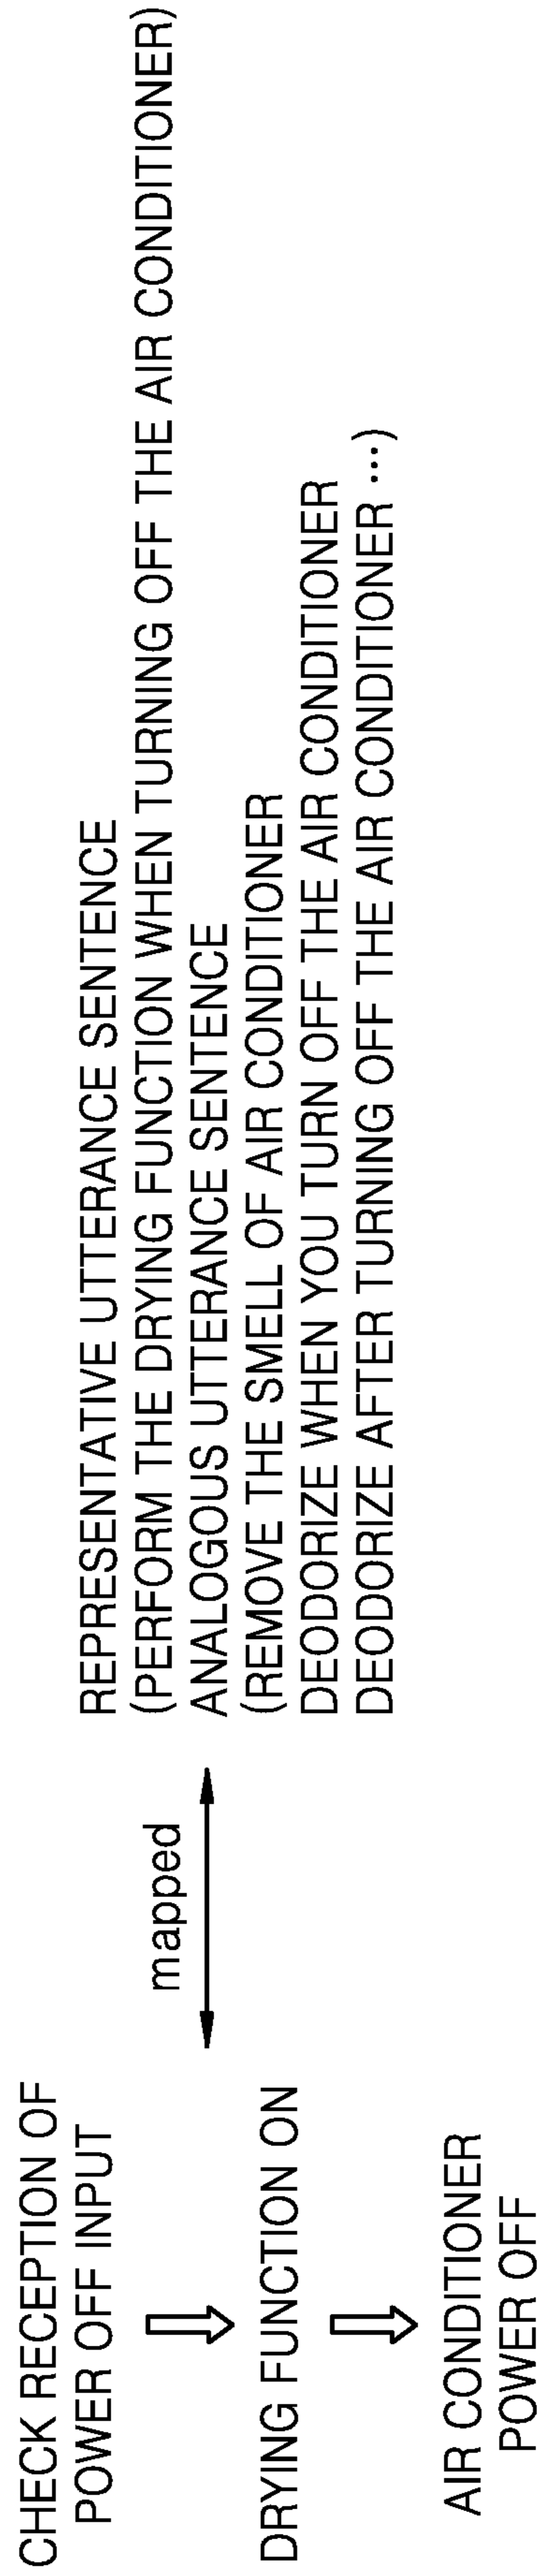 CHECK RECEPTION OF
POWER OFF INPUT
DRYING FUNCTION ON
AIR CONDITIONER
POWER OFF
mapped
REPRESENTATIVE UTTERANCE SENTENCE
(PERFORM THE DRYING FUNCTION WHEN TURNING OFF THE AIR CONDITIONER)
ANALOGOUS UTTERANCE SENTENCE
(REMOVE THE SMELL OF AIR CONDITIONER
DEODORIZE WHEN YOU TURN OFF THE AIR CONDITIONER
DEODORIZE AFTER TURNING OFF THE AIR CONDITIONER ...)